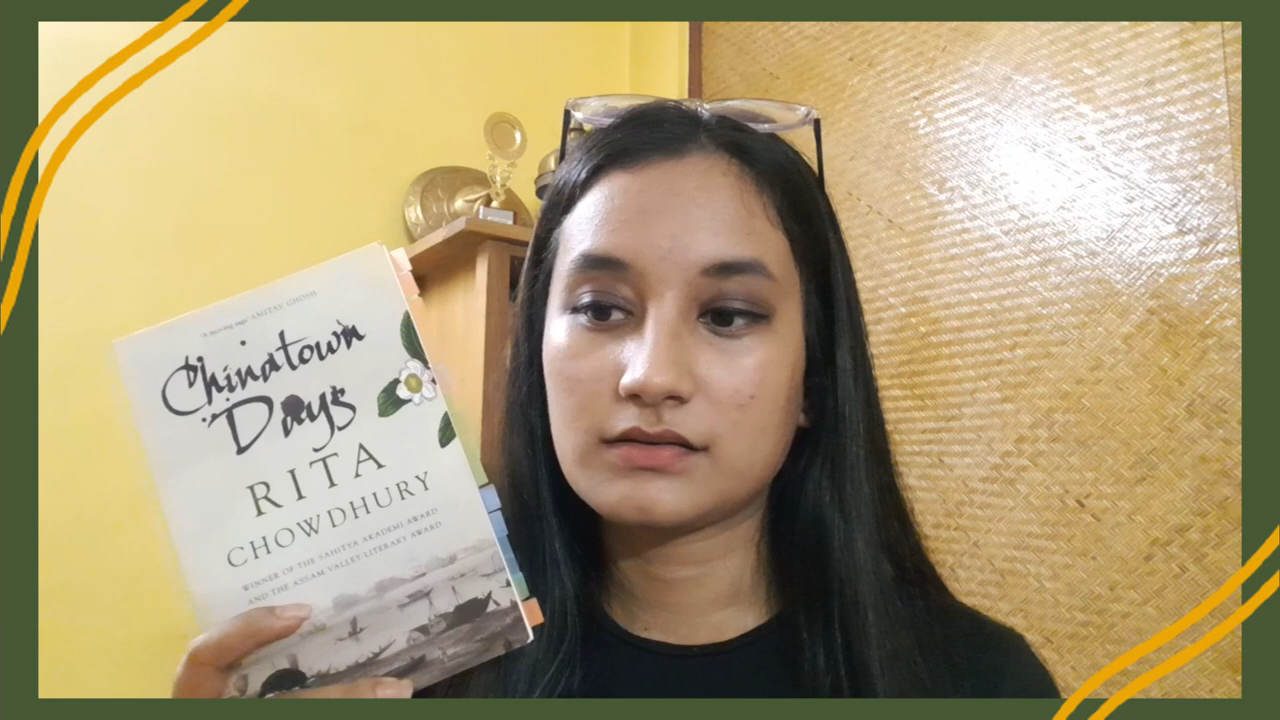 'A moving saga' AMITAV GHOSH
Chinatown
Days
RITA
CHOWDHURY
WINNER OF THE SAHITYA AKADEMI AWARD
AND THE ASSAM VALLEY LITERARY AWARD